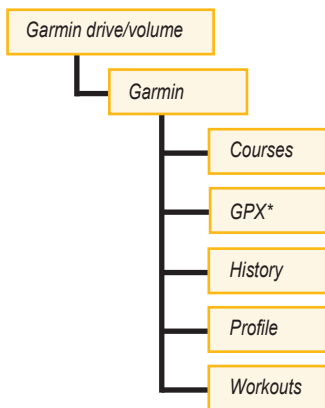 Garmin drive/volume
Garmin
Courses
GPX*
History
Profile
Workouts